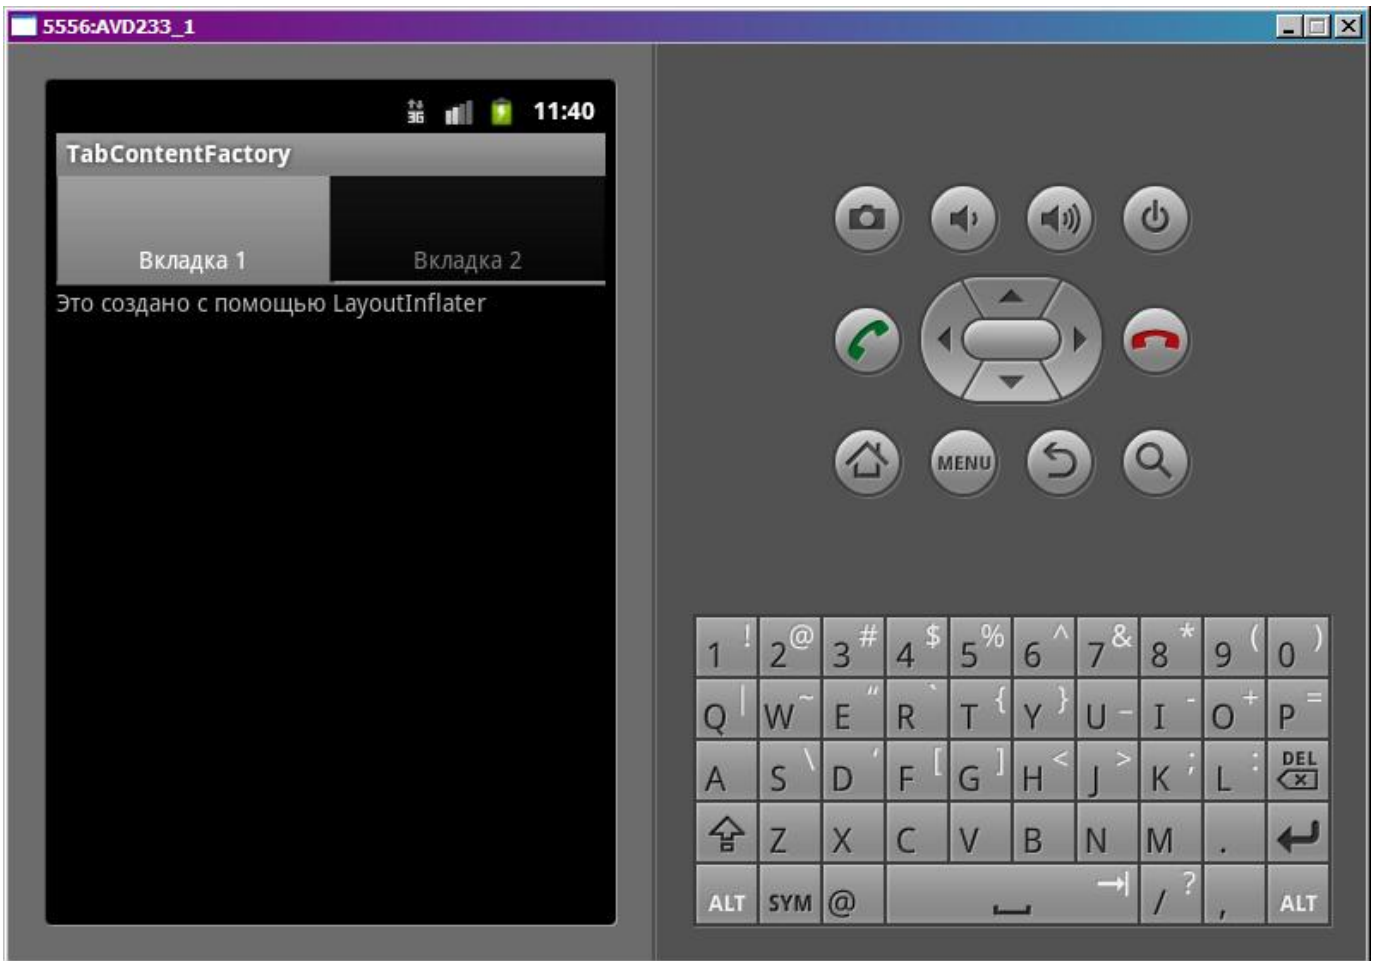 5556:AVD233_1
3G 11:40
TabContentFactory
Вкладка 1 Вкладка 2
Это создано с помощью LayoutInflater
MENU
1 ! 2 @ 3 # 4 $ 5 % 6 ^ 7 & 8 * 9 ( 0 )
Q | W ~ E " R ` T { Y } U _ I - O + P =
A S \ D ' F [ G ] H < J > K ; L : DEL
Z X C V B N M .
ALT SYM @ / ? , ALT